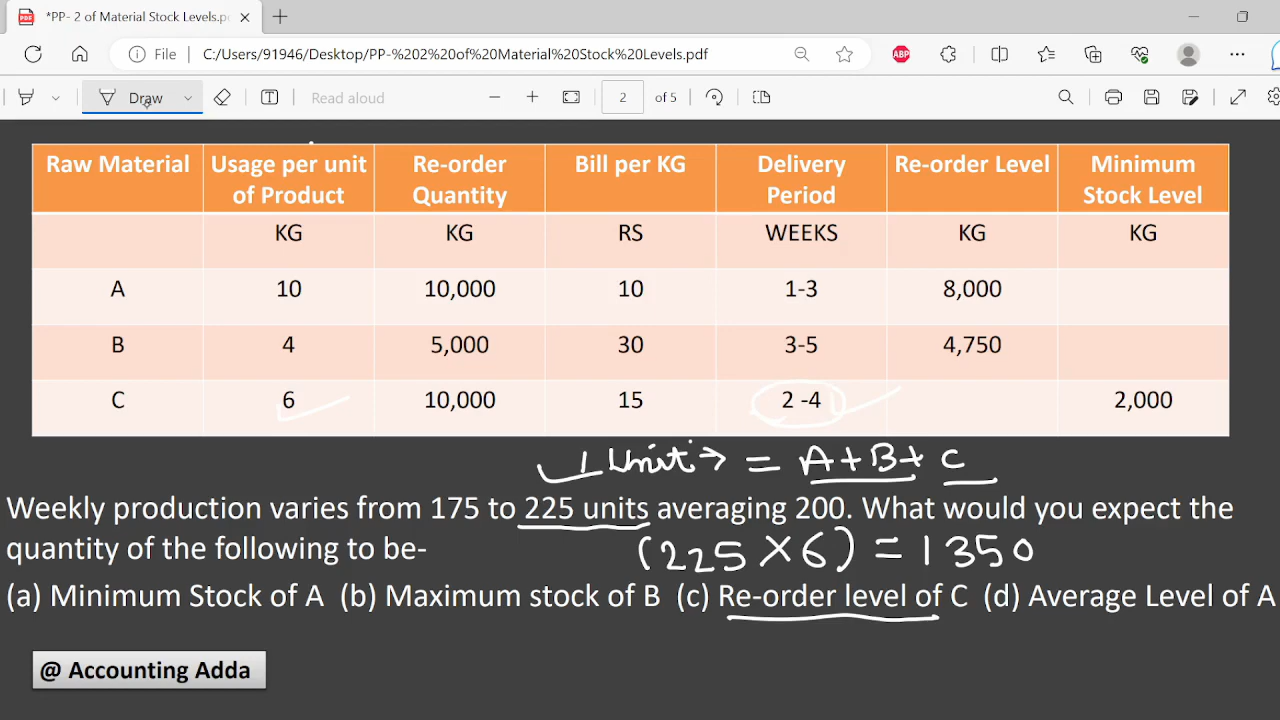 *PP- 2 of Material Stock Levels.p
File C:/Users/91946/Desktop/PP-%202%20of%20Material%20Stock%20Levels.pdf ABP
Draw Read aloud 2 of 5
Raw Material Usage per unit of Product Re-order Quantity Bill per KG Delivery Period Re-order Level Minimum Stock Level
KG KG RS WEEKS KG KG
A 10 10,000 10 1-3 8,000
B 4 5,000 30 3-5 4,750
C 6 10,000 15 2 -4 2,000
1 Unit → = A+B+C
Weekly production varies from 175 to 225 units averaging 200. What would you expect the
quantity of the following to be-
(225 × 6) = 1350
(a) Minimum Stock of A (b) Maximum stock of B (c) Re-order level of C (d) Average Level of A
@ Accounting Adda